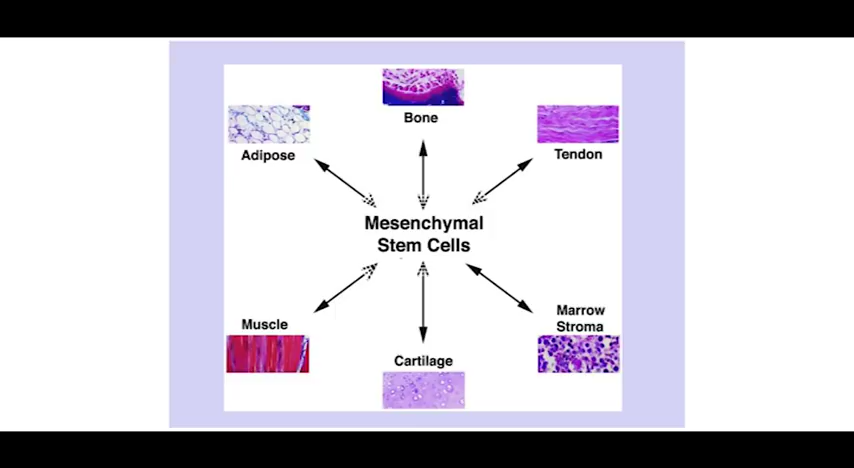 Bone
Adipose
Tendon
Mesenchymal
Stem Cells
Muscle
Marrow
Stroma
Cartilage